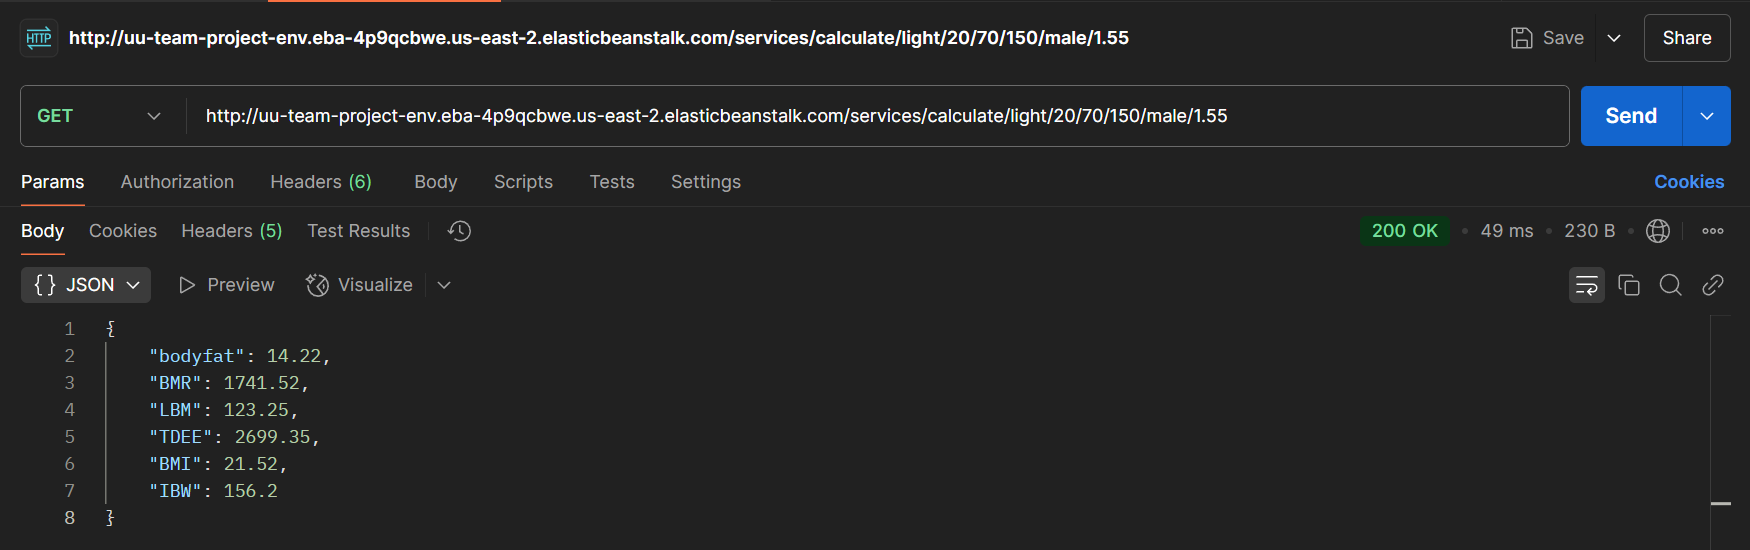 HTTP http://uu-team-project-env.eba-4p9qcbwe.us-east-2.elasticbeanstalk.com/services/calculate/light/20/70/150/male/1.55 Save Share
GET http://uu-team-project-env.eba-4p9qcbwe.us-east-2.elasticbeanstalk.com/services/calculate/light/20/70/150/male/1.55 Send
Params Authorization Headers (6) Body Scripts Tests Settings Cookies
Body Cookies Headers (5) Test Results 200 OK • 49 ms • 230 B •
{} JSON Preview Visualize
1 {
2 "bodyfat": 14.22,
3 "BMR": 1741.52,
4 "LBM": 123.25,
5 "TDEE": 2699.35,
6 "BMI": 21.52,
7 "IBW": 156.2
8 }